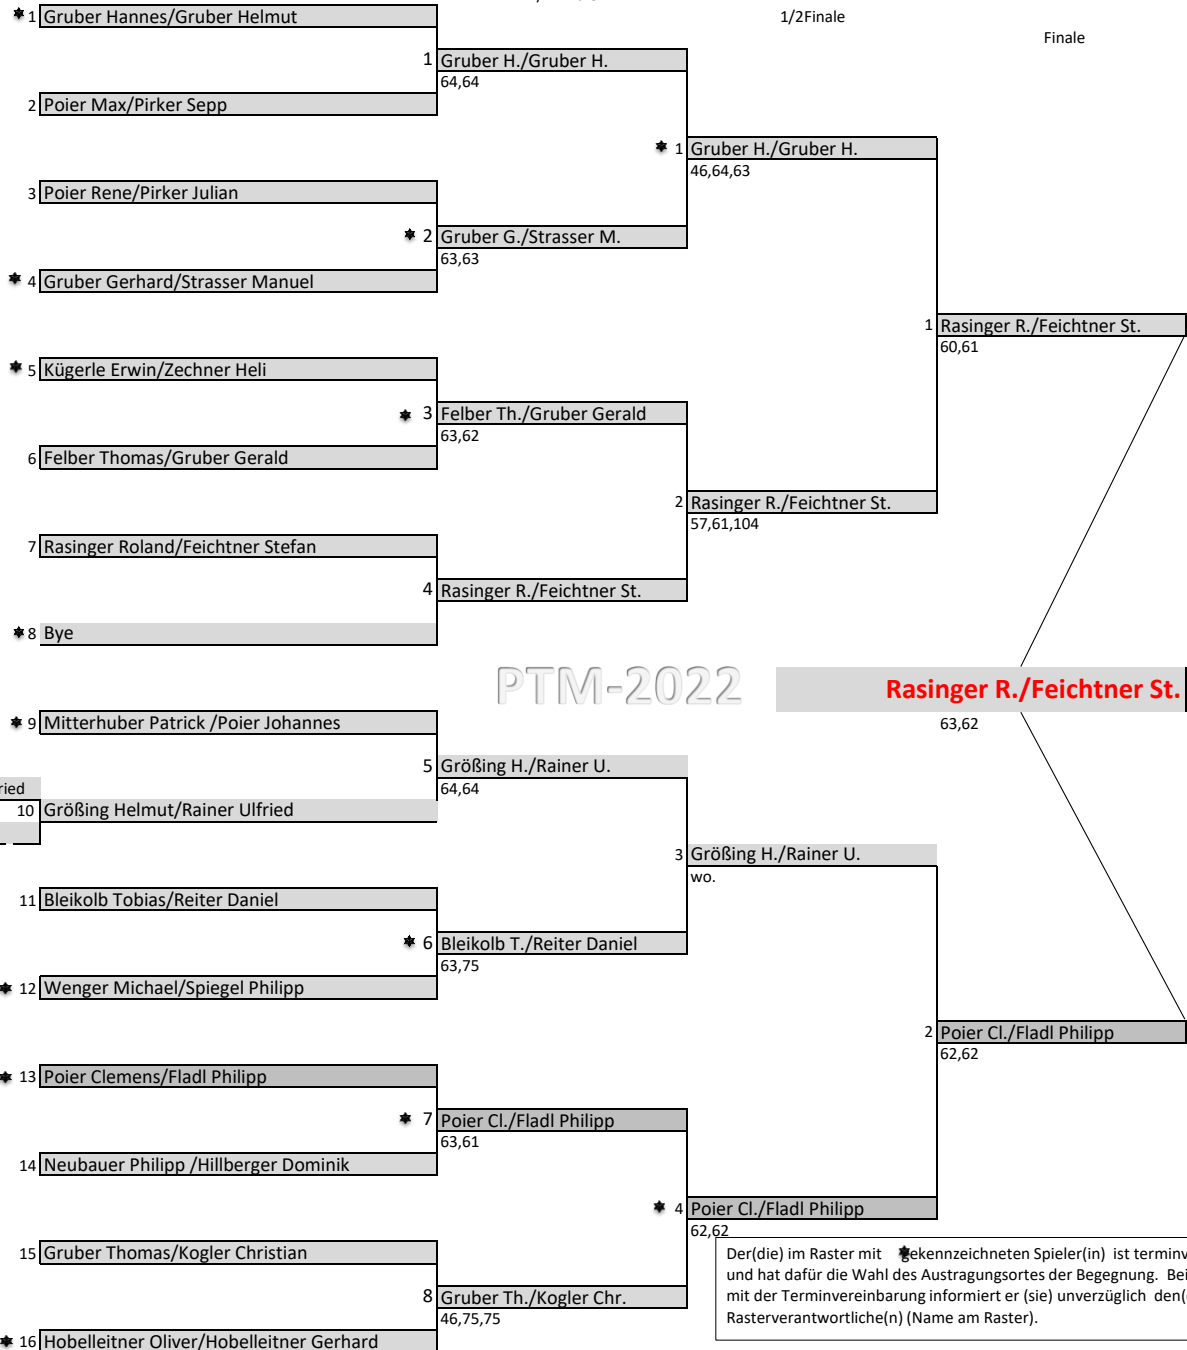 1/2Finale
Finale
1 Gruber Hannes/Gruber Helmut
1 Gruber H./Gruber H.
64,64
2 Poier Max/Pirker Sepp
1 Gruber H./Gruber H.
46,64,63
3 Poier Rene/Pirker Julian
2 Gruber G./Strasser M.
63,63
4 Gruber Gerhard/Strasser Manuel
1 Rasinger R./Feichtner St.
60,61
5 Kügerle Erwin/Zechner Heli
3 Felber Th./Gruber Gerald
63,62
6 Felber Thomas/Gruber Gerald
2 Rasinger R./Feichtner St.
57,61,104
7 Rasinger Roland/Feichtner Stefan
4 Rasinger R./Feichtner St.
8 Bye
PTM-2022
Rasinger R./Feichtner St.
63,62
9 Mitterhuber Patrick /Poier Johannes
5 Größing H./Rainer U.
64,64
ried
10 Größing Helmut/Rainer Ulfried
3 Größing H./Rainer U.
wo.
11 Bleikolb Tobias/Reiter Daniel
6 Bleikolb T./Reiter Daniel
63,75
12 Wenger Michael/Spiegel Philipp
2 Poier Cl./Fladl Philipp
62,62
13 Poier Clemens/Fladl Philipp
7 Poier Cl./Fladl Philipp
63,61
14 Neubauer Philipp /Hillberger Dominik
4 Poier Cl./Fladl Philipp
62,62
15 Gruber Thomas/Kogler Christian
8 Gruber Th./Kogler Chr.
46,75,75
16 Hobelleitner Oliver/Hobelleitner Gerhard
Der(die) im Raster mit gekennzeichneten Spieler(in) ist terminv
und hat dafür die Wahl des Austragungsortes der Begegnung. Bei
mit der Terminvereinbarung informiert er (sie) unverzüglich den(
Rasterverantwortliche(n) (Name am Raster).